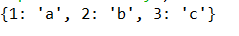 {1: 'a', 2: 'b', 3: 'c'}